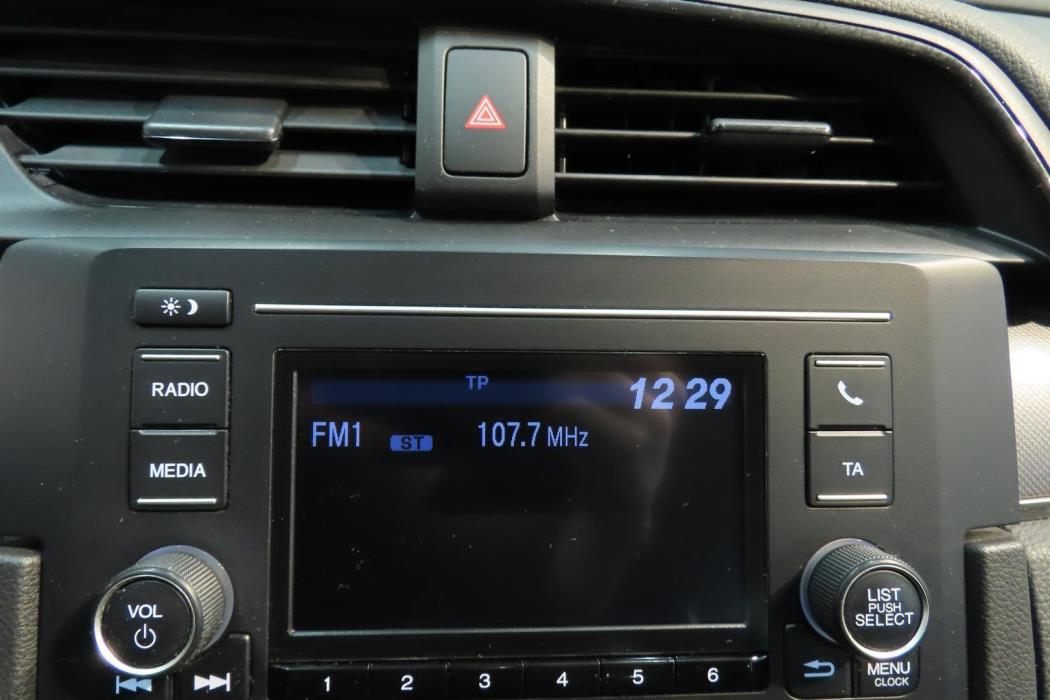 TP
12 29
FM1 ST 107.7 MHz
RADIO
MEDIA
TA
VOL
LIST
PUSH
SELECT
1 2 3 4 5 6
MENU
CLOCK